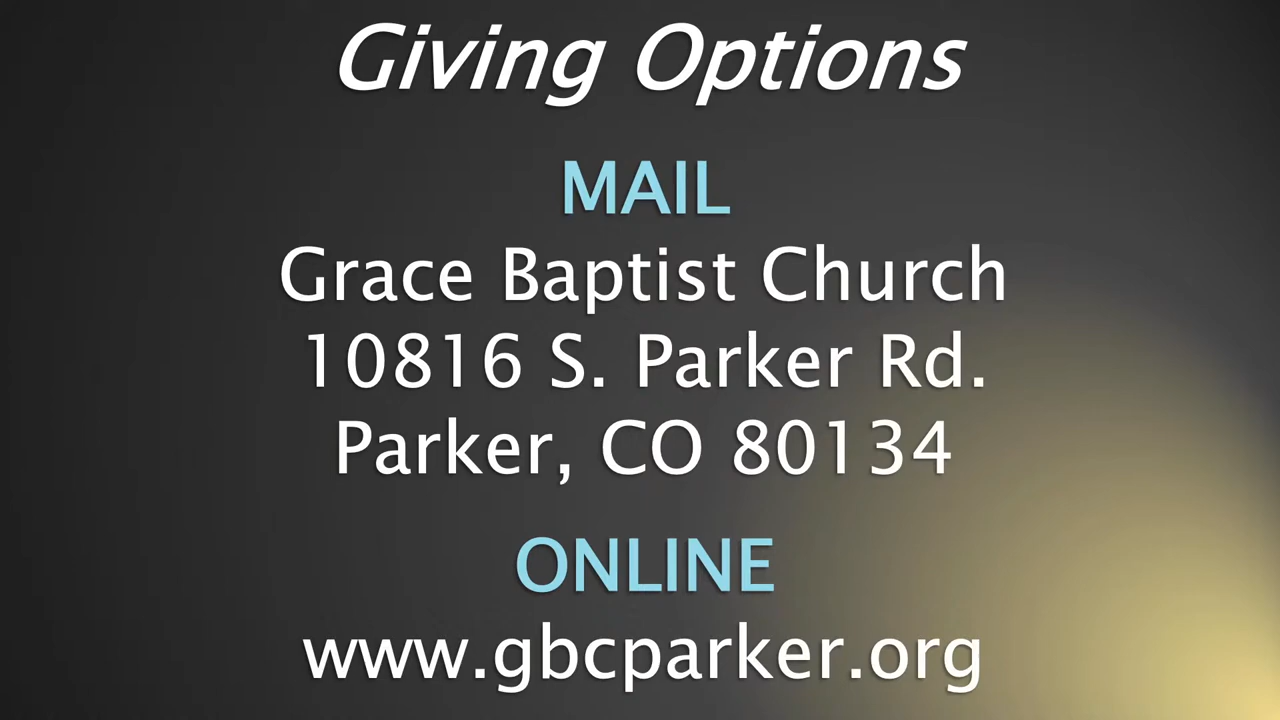 Giving Options
MAIL
Grace Baptist Church
10816 S. Parker Rd.
Parker, CO 80134
ONLINE
www.gbcparker.org